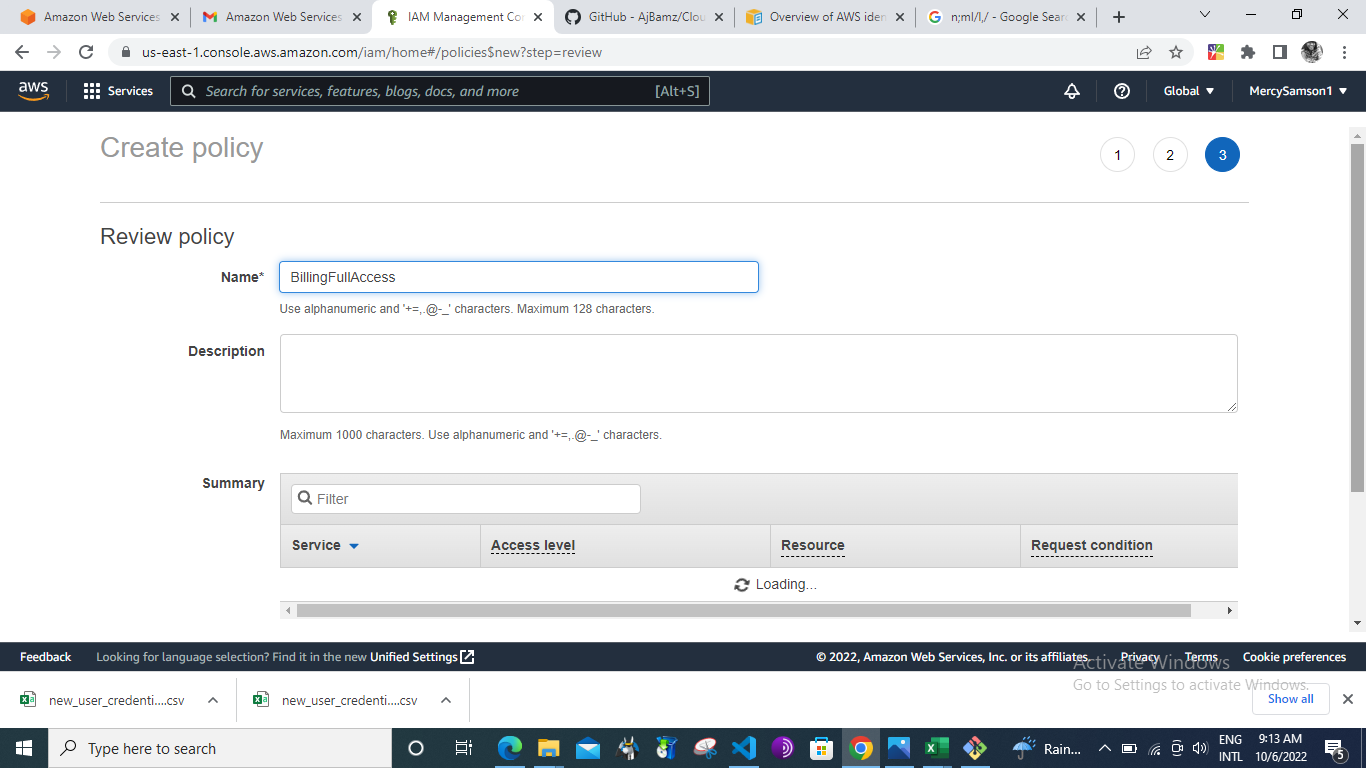 Amazon Web Services
Amazon Web Services
IAM Management Con
GitHub - AjBamz/Clou
Overview of AWS iden
n;ml/l,/ - Google Searc
us-east-1.console.aws.amazon.com/iam/home#/policies$new?step=review
aws
Services
Search for services, features, blogs, docs, and more
[Alt+S]
Global
MercySamson1
Create policy
1
2
3
Review policy
Name*
BillingFullAccess
Use alphanumeric and '+=,.@-_' characters. Maximum 128 characters.
Description
Maximum 1000 characters. Use alphanumeric and '+=,.@-_' characters.
Summary
Filter
Service
Access level
Resource
Request condition
Loading...
Feedback
Looking for language selection? Find it in the new Unified Settings
© 2022, Amazon Web Services, Inc. or its affiliates.
Privacy
Terms
Cookie preferences
Activate Windows
Go to Settings to activate Windows.
new_user_credenti....csv
new_user_credenti....csv
Show all
Type here to search
Rain...
ENG
INTL
9:13 AM
10/6/2022
5